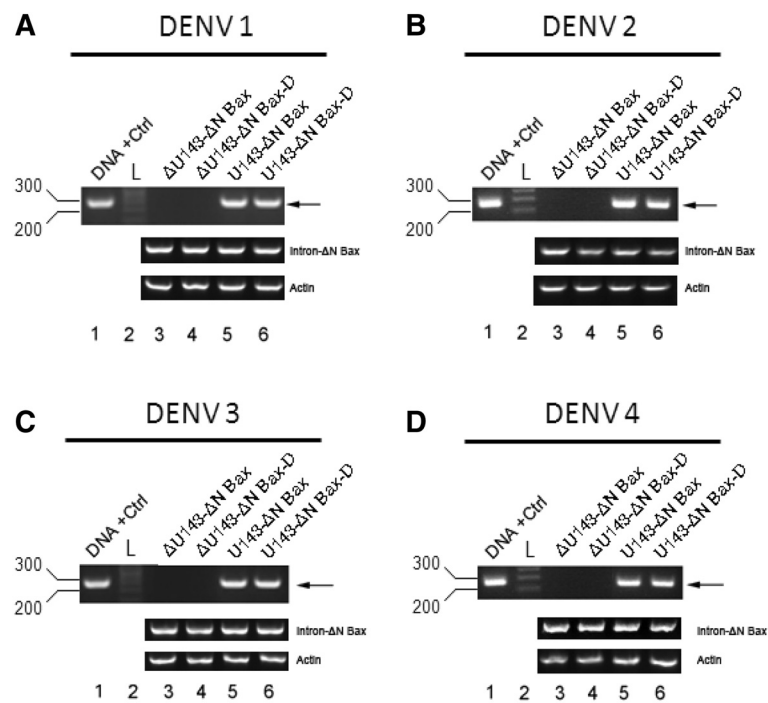 A
DENV 1
DNA +Ctrl
L
ΔU143-ΔN Bax
ΔU143-ΔN Bax-D
U143-ΔN Bax
U143-ΔN Bax-D
300
200
Intron-ΔN Bax
Actin
1 2 3 4 5 6
B
DENV 2
DNA +Ctrl
L
ΔU143-ΔN Bax
ΔU143-ΔN Bax-D
U143-ΔN Bax
U143-ΔN Bax-D
300
200
Intron-ΔN Bax
Actin
1 2 3 4 5 6
C
DENV 3
DNA +Ctrl
L
ΔU143-ΔN Bax
ΔU143-ΔN Bax-D
U143-ΔN Bax
U143-ΔN Bax-D
300
200
Intron-ΔN Bax
Actin
1 2 3 4 5 6
D
DENV 4
DNA +Ctrl
L
ΔU143-ΔN Bax
ΔU143-ΔN Bax-D
U143-ΔN Bax
U143-ΔN Bax-D
300
200
Intron-ΔN Bax
Actin
1 2 3 4 5 6